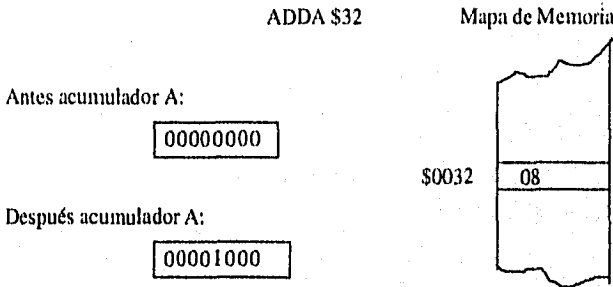 ADDA $32
Mapa de Memoria
Antes acumulador A:
00000000
$0032 08
Después acumulador A:
00001000